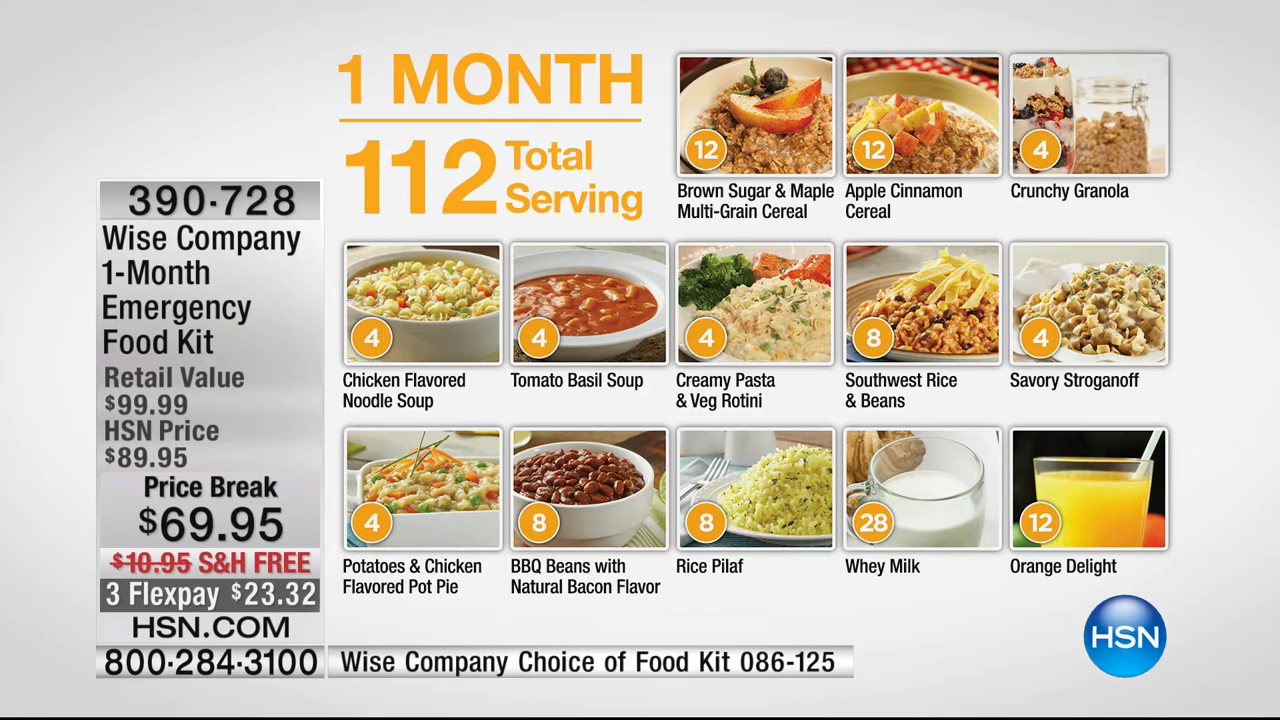 1 MONTH
112 Total
Serving
12
12
4
Brown Sugar & Maple
Multi-Grain Cereal
Apple Cinnamon
Cereal
Crunchy Granola
390·728
Wise Company
1-Month
Emergency
Food Kit
Retail Value
$99.99
HSN Price
$89.95
Price Break
$69.95
$10.95 S&H FREE
3 Flexpay $23.32
HSN.COM
800·284·3100
4
4
4
8
4
Chicken Flavored
Noodle Soup
Tomato Basil Soup
Creamy Pasta
& Veg Rotini
Southwest Rice
& Beans
Savory Stroganoff
4
8
8
28
12
Potatoes & Chicken
Flavored Pot Pie
BBQ Beans with
Natural Bacon Flavor
Rice Pilaf
Whey Milk
Orange Delight
HSN
Wise Company Choice of Food Kit 086-125